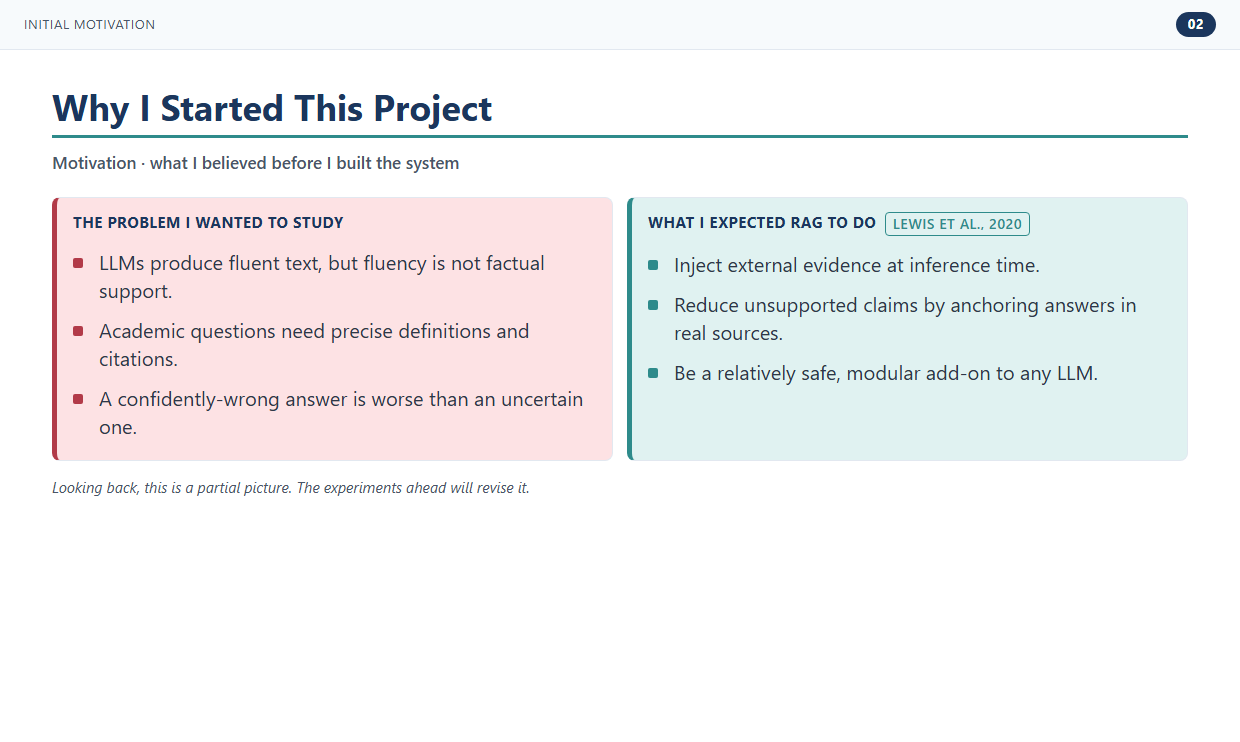 INITIAL MOTIVATION
02
Why I Started This Project
Motivation · what I believed before I built the system
THE PROBLEM I WANTED TO STUDY
LLMs produce fluent text, but fluency is not factual
support.
Academic questions need precise definitions and
citations.
A confidently-wrong answer is worse than an uncertain
one.
WHAT I EXPECTED RAG TO DO LEWIS ET AL., 2020
Inject external evidence at inference time.
Reduce unsupported claims by anchoring answers in
real sources.
Be a relatively safe, modular add-on to any LLM.
Looking back, this is a partial picture. The experiments ahead will revise it.